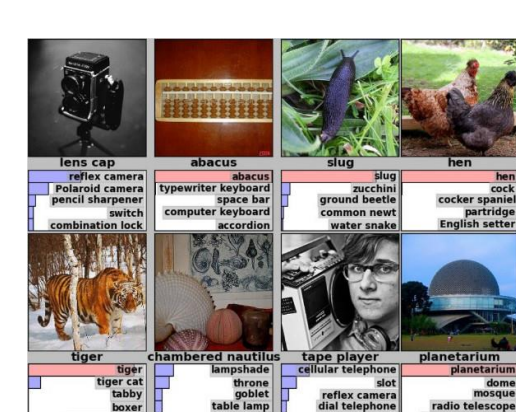 lens cap
abacus
slug
hen
reflex camera
Polaroid camera
pencil sharpener
switch
combination lock
abacus
typewriter keyboard
space bar
computer keyboard
accordion
slug
zucchini
ground beetle
common newt
water snake
hen
cock
cocker spaniel
partridge
English setter
tiger
chambered nautilus
tape player
planetarium
tiger
tiger cat
tabby
boxer
lampshade
throne
goblet
table lamp
cellular telephone
slot
reflex camera
dial telephone
planetarium
dome
mosque
radio telescope